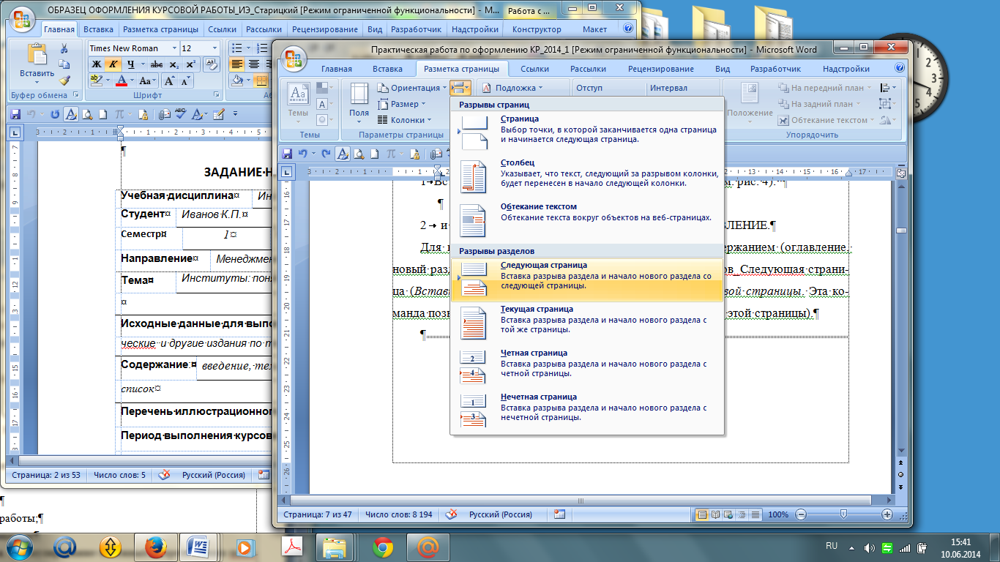 ОБРАЗЕЦ ОФОРМЛЕНИЯ КУРСОВОЙ РАБОТЫ_ИЭ_Старицкий [Режим ограниченной функциональности] - M...
Работа с ...
Главная Вставка Разметка страницы Ссылки Рассылки Рецензирование Вид Разработчик Надстройки Конструктор Макет
Вставить
Times New Roman 12
Буфер обмена
Шрифт
ЗАДАНИЕ·Н
Учебная·дисциплина¤ Ин
Студент¤ Иванов·К.П.¤
Семестр¤ 1¤
Направление¤ Менеджмен
Тема¤ Институты:·поня
¤
Исходные·данные·для·выпо
ческие··и·другие·издания·по·т
Содержание:¤ введение,·те
список¤
Перечень·иллюстрационног
Период·выполнения·курсов
Страница: 2 из 53 Число слов: 5 Русский (Россия)
¶
работы;¶
Практическая работа по оформлению КР_2014_1 [Режим ограниченной функциональности] - Microsoft Word
Главная Вставка Разметка страницы Ссылки Рассылки Рецензирование Вид Разработчик Надстройки
Темы
Темы
Поля
Ориентация
Размер
Колонки
Параметры страницы
Подложка
Отступ
Интервал
Положение
На передний план
На задний план
Обтекание текстом
Упорядочить
Разрывы страниц
Страница
Выбор точки, в которой заканчивается одна страница
и начинается следующая страница.
Столбец
Указывает, что текст, следующий за разрывом колонки,
будет перенесен в начало следующей колонки.
Обтекание текстом
Обтекание текста вокруг объектов на веб-страницах.
Разрывы разделов
Следующая страница
Вставка разрыва раздела и начало нового раздела со
следующей страницы.
Текущая страница
Вставка разрыва раздела и начало нового раздела с
той же страницы.
Четная страница
Вставка разрыва раздела и начало нового раздела с
четной страницы.
Нечетная страница
Вставка разрыва раздела и начало нового раздела с
нечетной страницы.
1→Вс м.·рис.·4).
¶
2 → и ЛЕНИЕ.¶
Для· ержанием·(оглавление,·
новый·разд ов_Следующая·страни-
ца·(Вставк вой·страницы.·Эта·ко-
манда·позв этой·страницы).¶
¶
Страница: 7 из 47 Число слов: 8 194 Русский (Россия) 100%
RU
15:41
10.06.2014